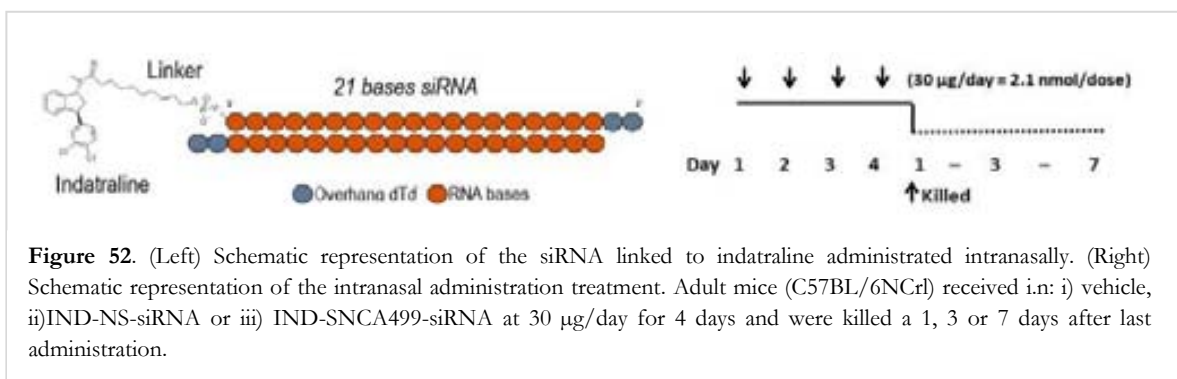 Linker
21 bases siRNA
Indatraline
Overhang dTd RNA bases
(30 µg/day = 2.1 nmol/dose)
Day 1 2 3 4 1 – 3 – 7
Killed
Figure 52. (Left) Schematic representation of the siRNA linked to indatraline administrated intranasally. (Right)
Schematic representation of the intranasal administration treatment. Adult mice (C57BL/6NCrl) received i.n: i) vehicle,
ii)IND-NS-siRNA or iii) IND-SNCA499-siRNA at 30 µg/day for 4 days and were killed a 1, 3 or 7 days after last
administration.